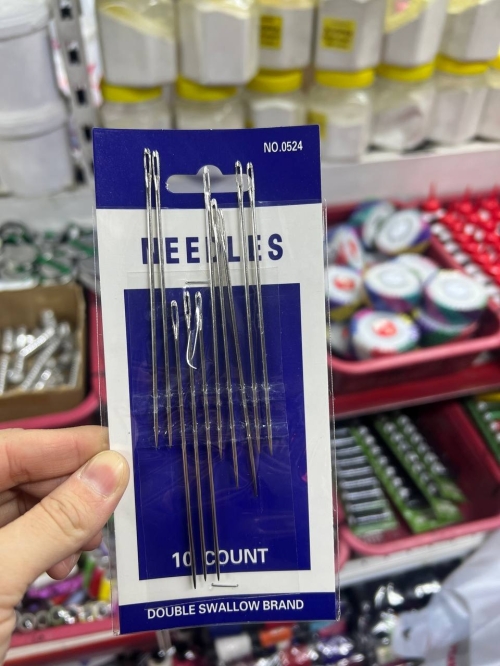 NO.0524
NEEDLES
10 COUNT
DOUBLE SWALLOW BRAND